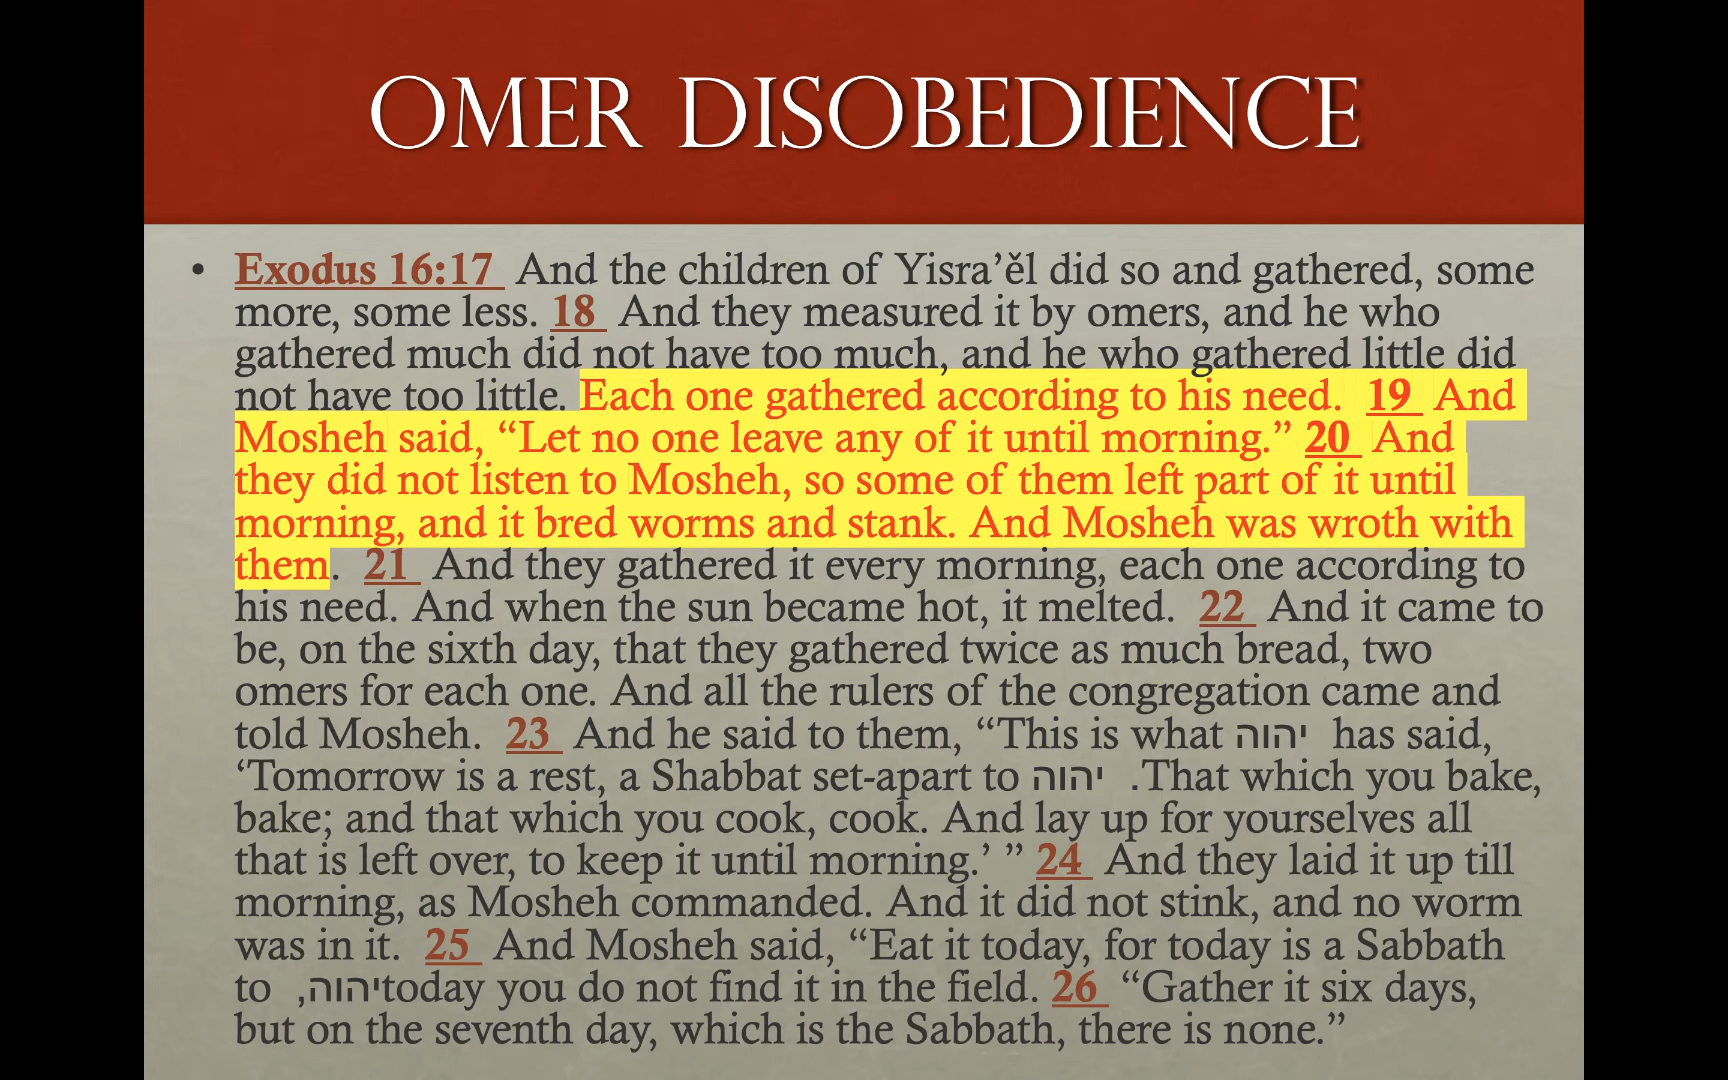 OMER DISOBEDIENCE
• Exodus 16:17 And the children of Yisra’ĕl did so and gathered, some
more, some less. 18 And they measured it by omers, and he who
gathered much did not have too much, and he who gathered little did
not have too little. Each one gathered according to his need. 19 And
Mosheh said, “Let no one leave any of it until morning.” 20 And
they did not listen to Mosheh, so some of them left part of it until
morning, and it bred worms and stank. And Mosheh was wroth with
them. 21 And they gathered it every morning, each one according to
his need. And when the sun became hot, it melted. 22 And it came to
be, on the sixth day, that they gathered twice as much bread, two
omers for each one. And all the rulers of the congregation came and
told Mosheh. 23 And he said to them, “This is what יהוה has said,
‘Tomorrow is a rest, a Shabbat set-apart to יהוה .That which you bake,
bake; and that which you cook, cook. And lay up for yourselves all
that is left over, to keep it until morning.’ ” 24 And they laid it up till
morning, as Mosheh commanded. And it did not stink, and no worm
was in it. 25 And Mosheh said, “Eat it today, for today is a Sabbath
to יהוה, today you do not find it in the field. 26 “Gather it six days,
but on the seventh day, which is the Sabbath, there is none.”